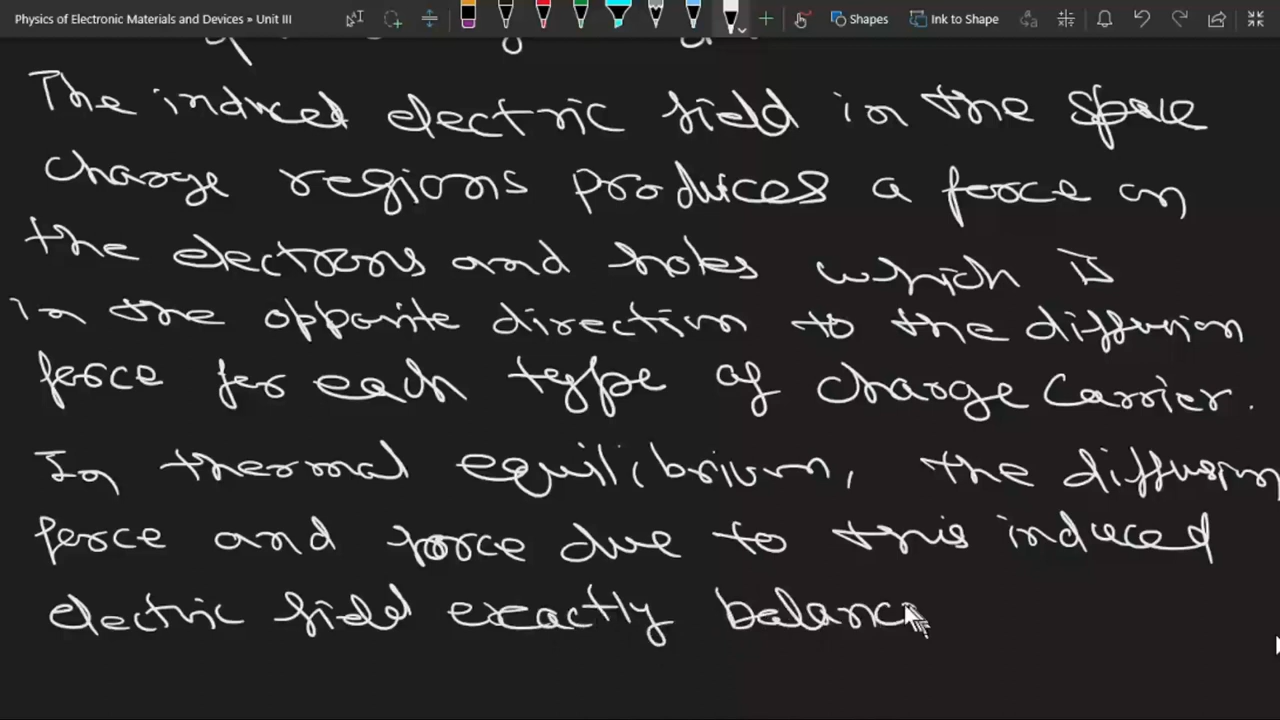 Physics of Electronic Materials and Devices » Unit III
Shapes
Ink to Shape
The induced electric field in the space
charge regions produces a force on
the electrons and holes which is
in the opposite direction to the diffusion
force for each type of charge carrier.
In thermal equilibrium, the diffusion
force and force due to this induced
electric field exactly balanc